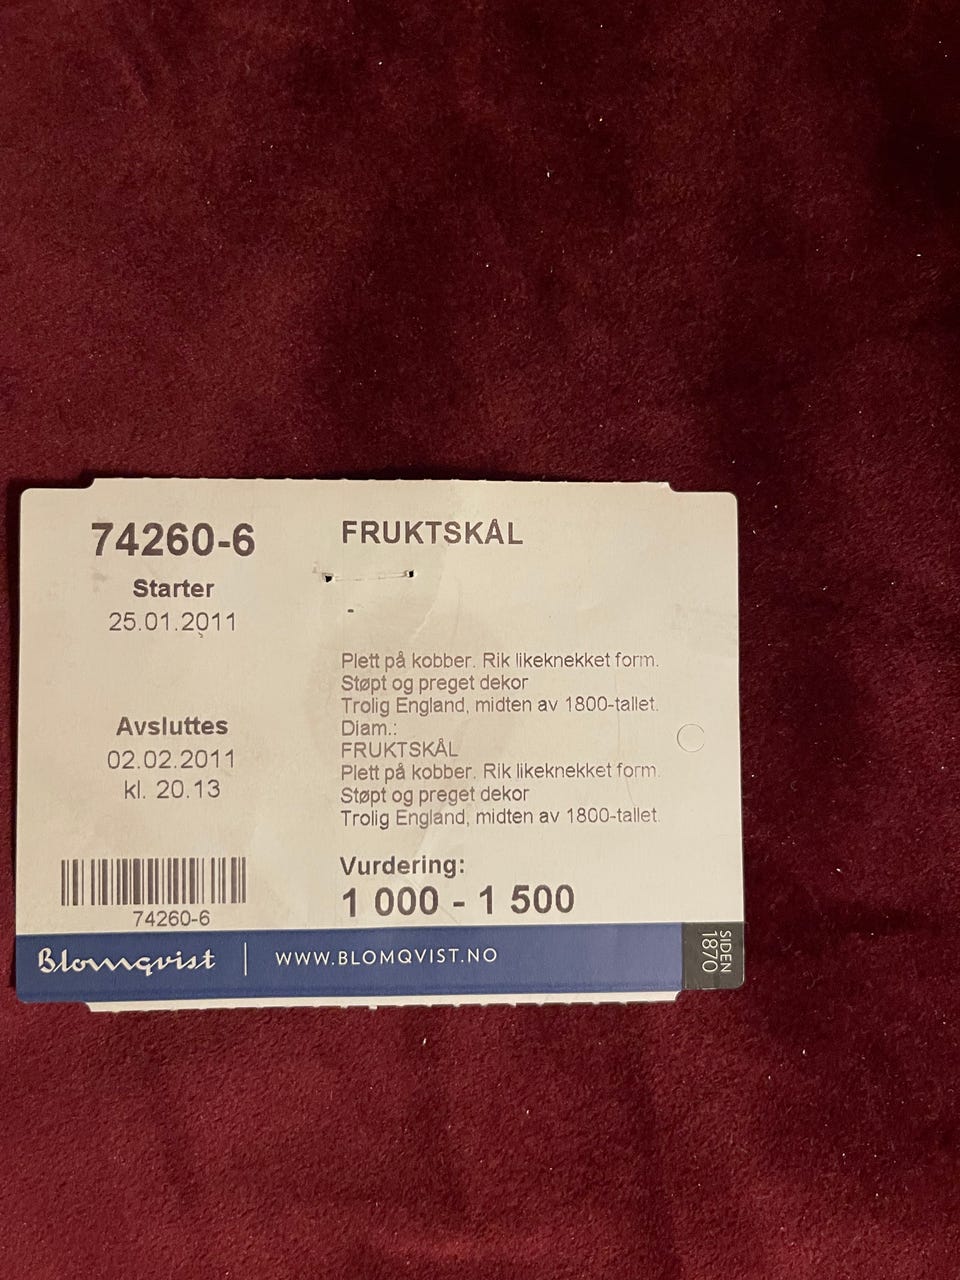 74260-6
Starter
25.01.2011
Avsluttes
02.02.2011
kl. 20.13
74260-6
FRUKTSKÅL
-
Plett på kobber. Rik likeknekket form.
Støpt og preget dekor
Trolig England, midten av 1800-tallet.
Diam.:
FRUKTSKÅL
Plett på kobber. Rik likeknekket form.
Støpt og preget dekor
Trolig England, midten av 1800-tallet.
Vurdering:
1 000 - 1 500
Blomqvist | WWW.BLOMQVIST.NO
SIDEN
1870